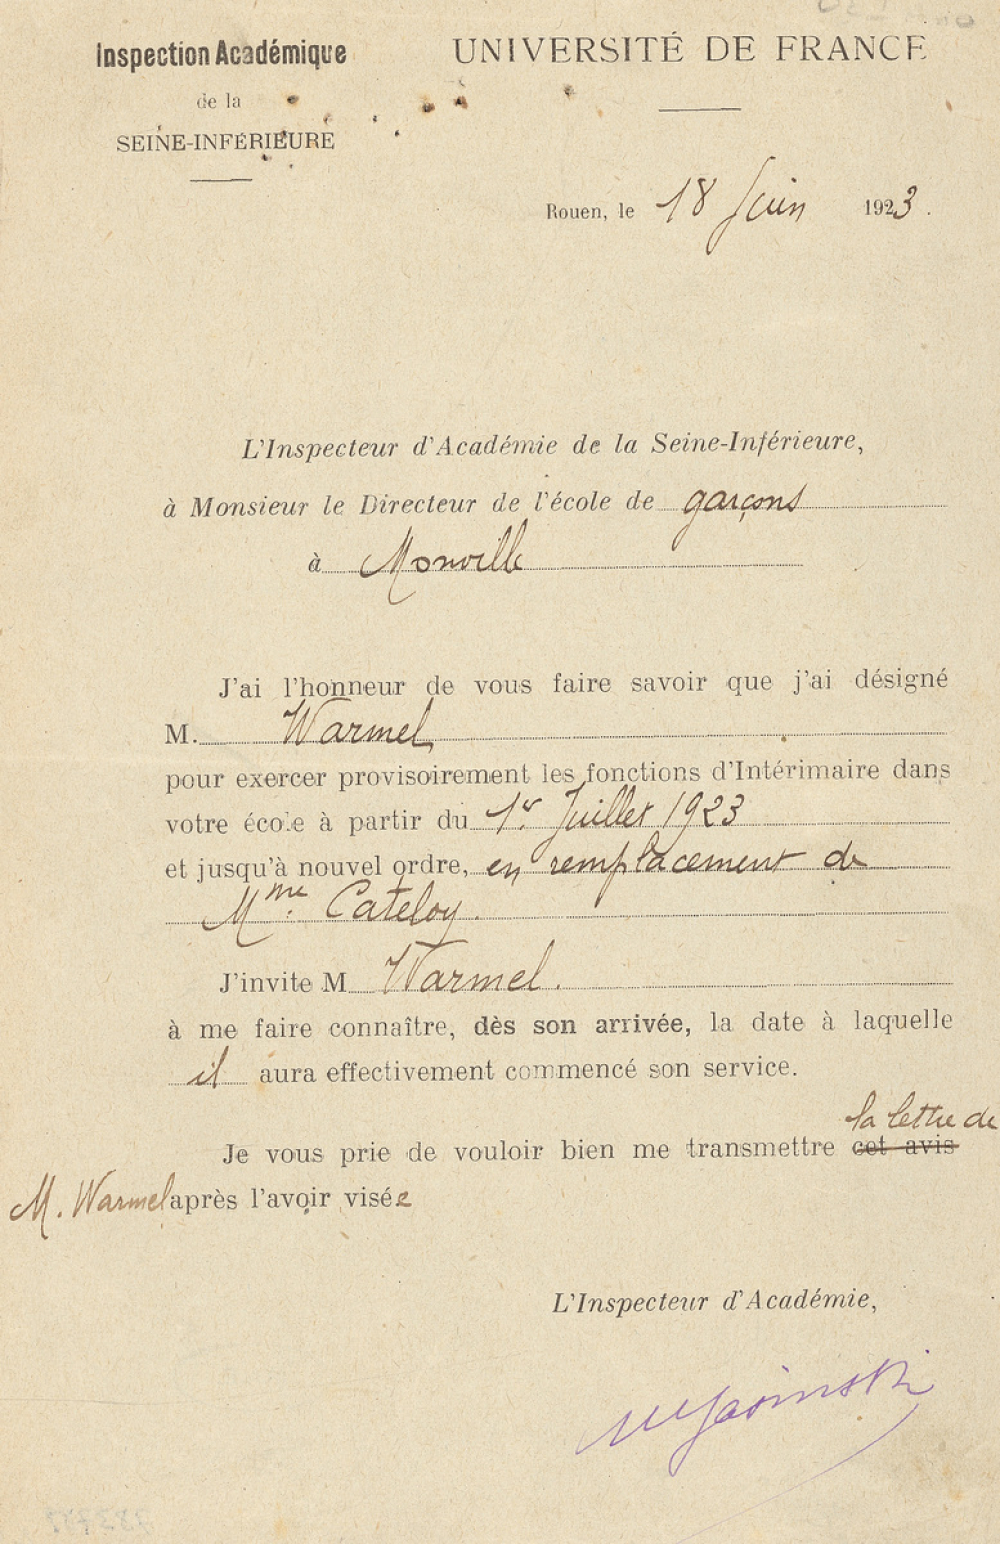 Inspection Académique
de la
SEINE-INFÉRIEURE
UNIVERSITÉ DE FRANCE
Rouen, le 18 Juin 1923.
L'Inspecteur d'Académie de la Seine-Inférieure,
à Monsieur le Directeur de l'école de garçons
à Monville
J'ai l'honneur de vous faire savoir que j'ai désigné
M. Warmel
pour exercer provisoirement les fonctions d'Intérimaire dans
votre école à partir du 1er Juillet 1923
et jusqu'à nouvel ordre, en remplacement de
Mme. Cateloy.
J'invite M Warmel.
à me faire connaître, dès son arrivée, la date à laquelle
il aura effectivement commencé son service.
la lettre de
Je vous prie de vouloir bien me transmettre cet avis
M. Warmel après l'avoir visée
L'Inspecteur d'Académie,